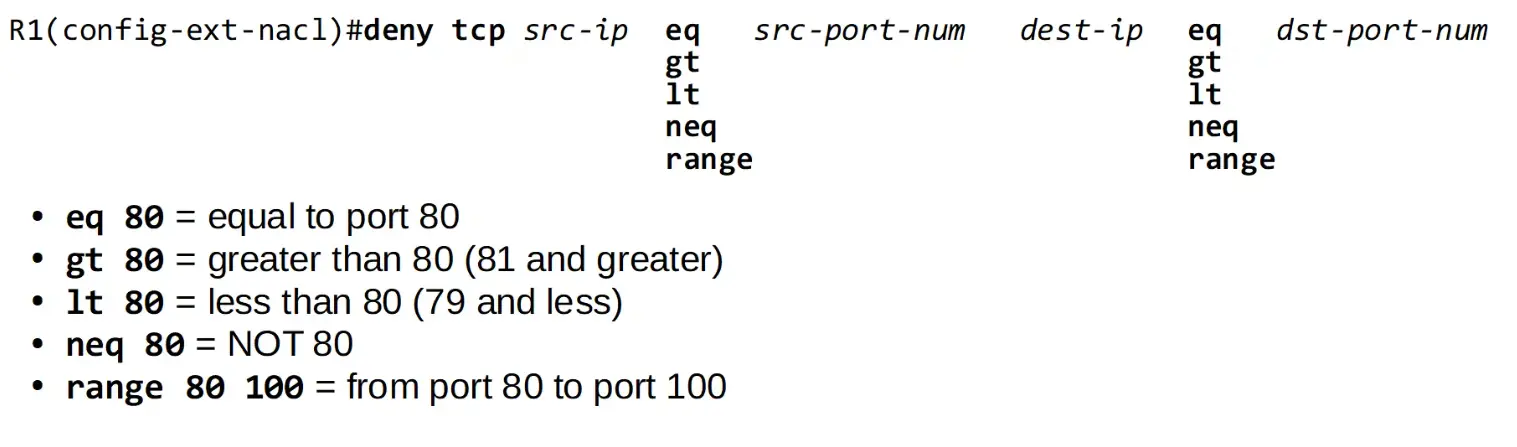 R1(config-ext-nacl)#deny tcp src-ip eq src-port-num dest-ip eq dst-port-num
gt gt
lt lt
neq neq
range range
• eq 80 = equal to port 80
• gt 80 = greater than 80 (81 and greater)
• lt 80 = less than 80 (79 and less)
• neq 80 = NOT 80
• range 80 100 = from port 80 to port 100